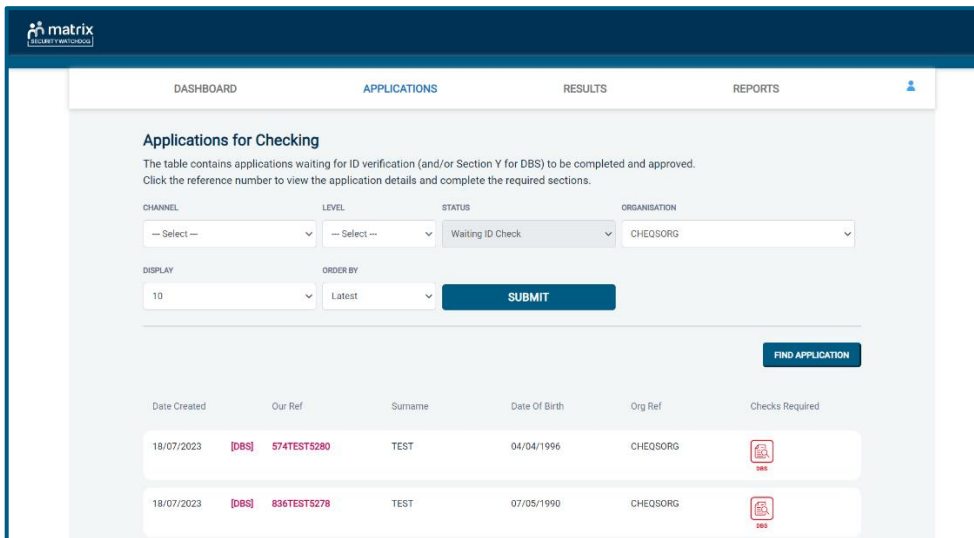 matrix
SECURITY WATCHDOG
DASHBOARD APPLICATIONS RESULTS REPORTS
Applications for Checking
The table contains applications waiting for ID verification (and/or Section Y for DBS) to be completed and approved.
Click the reference number to view the application details and complete the required sections.
CHANNEL LEVEL STATUS ORGANISATION
--- Select --- --- Select --- Waiting ID Check CHEQSORG
DISPLAY ORDER BY
10 Latest SUBMIT
FIND APPLICATION
Date Created Our Ref Surname Date Of Birth Org Ref Checks Required
18/07/2023 [DBS] 574TEST5280 TEST 04/04/1996 CHEQSORG
DBS
18/07/2023 [DBS] 836TEST5278 TEST 07/05/1990 CHEQSORG
DBS